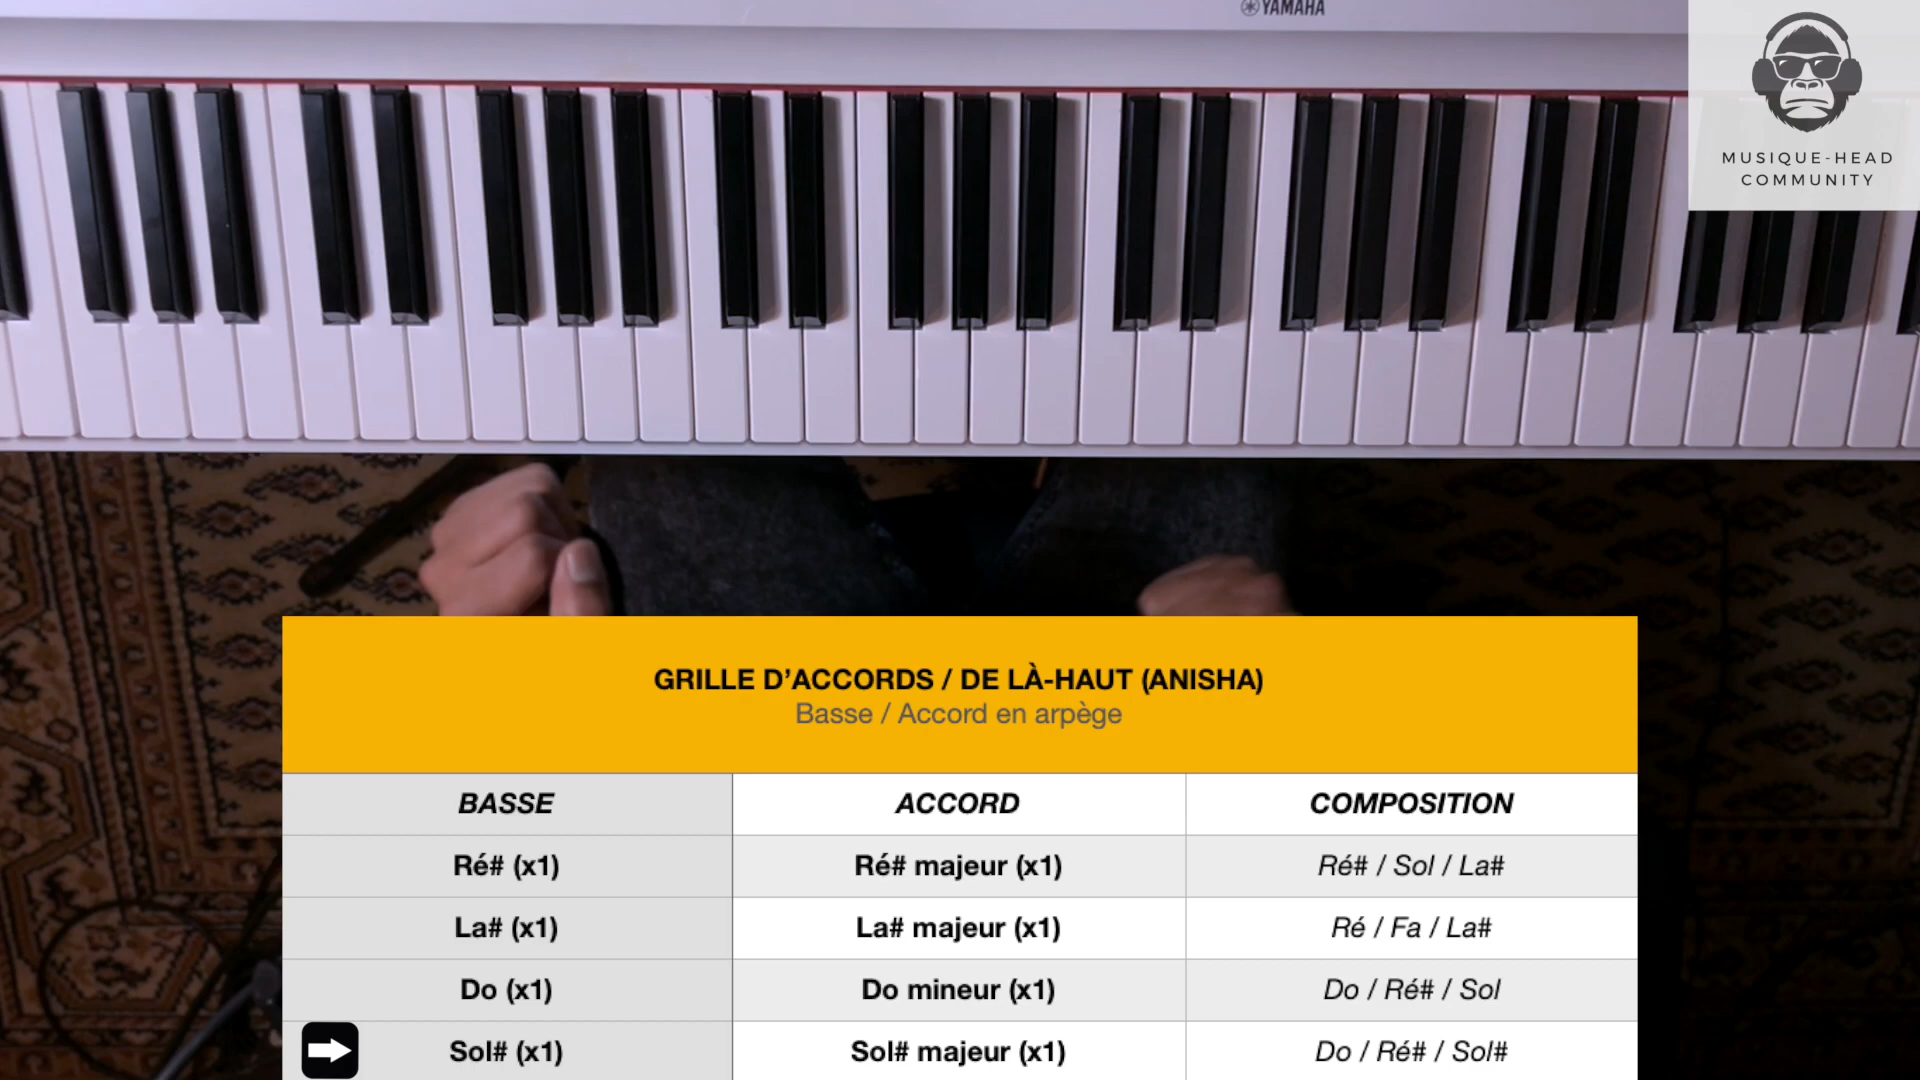 YAMAHA
MUSIQUE-HEAD
COMMUNITY
GRILLE D’ACCORDS / DE LÀ-HAUT (ANISHA)
Basse / Accord en arpège
BASSE ACCORD COMPOSITION
Ré# (x1) Ré# majeur (x1) Ré# / Sol / La#
La# (x1) La# majeur (x1) Ré / Fa / La#
Do (x1) Do mineur (x1) Do / Ré# / Sol
Sol# (x1) Sol# majeur (x1) Do / Ré# / Sol#